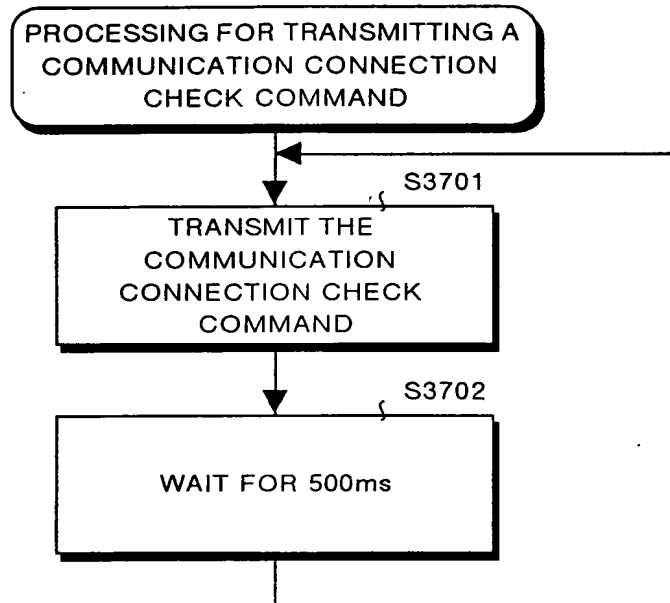 PROCESSING FOR TRANSMITTING A
COMMUNICATION CONNECTION
CHECK COMMAND
S3701
TRANSMIT THE
COMMUNICATION
CONNECTION CHECK
COMMAND
S3702
WAIT FOR 500ms